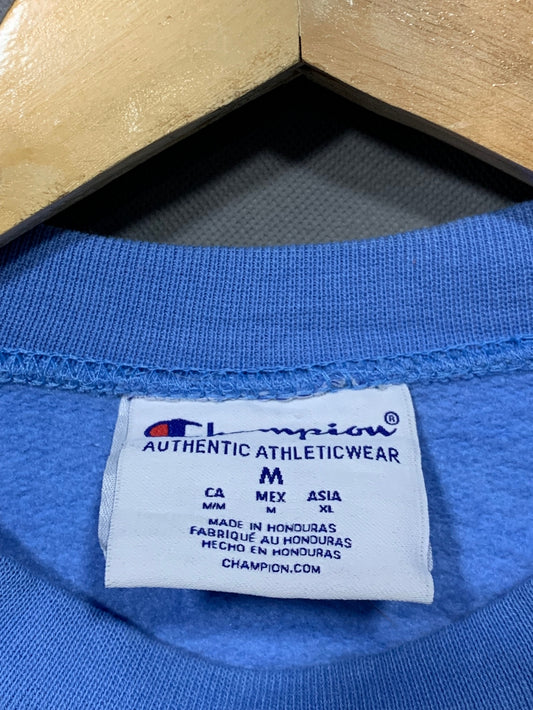 Champion®
AUTHENTIC ATHLETICWEAR
M
CA MEX ASIA
M/M M XL
MADE IN HONDURAS
FABRIQUÉ AU HONDURAS
HECHO EN HONDURAS
CHAMPION.COM